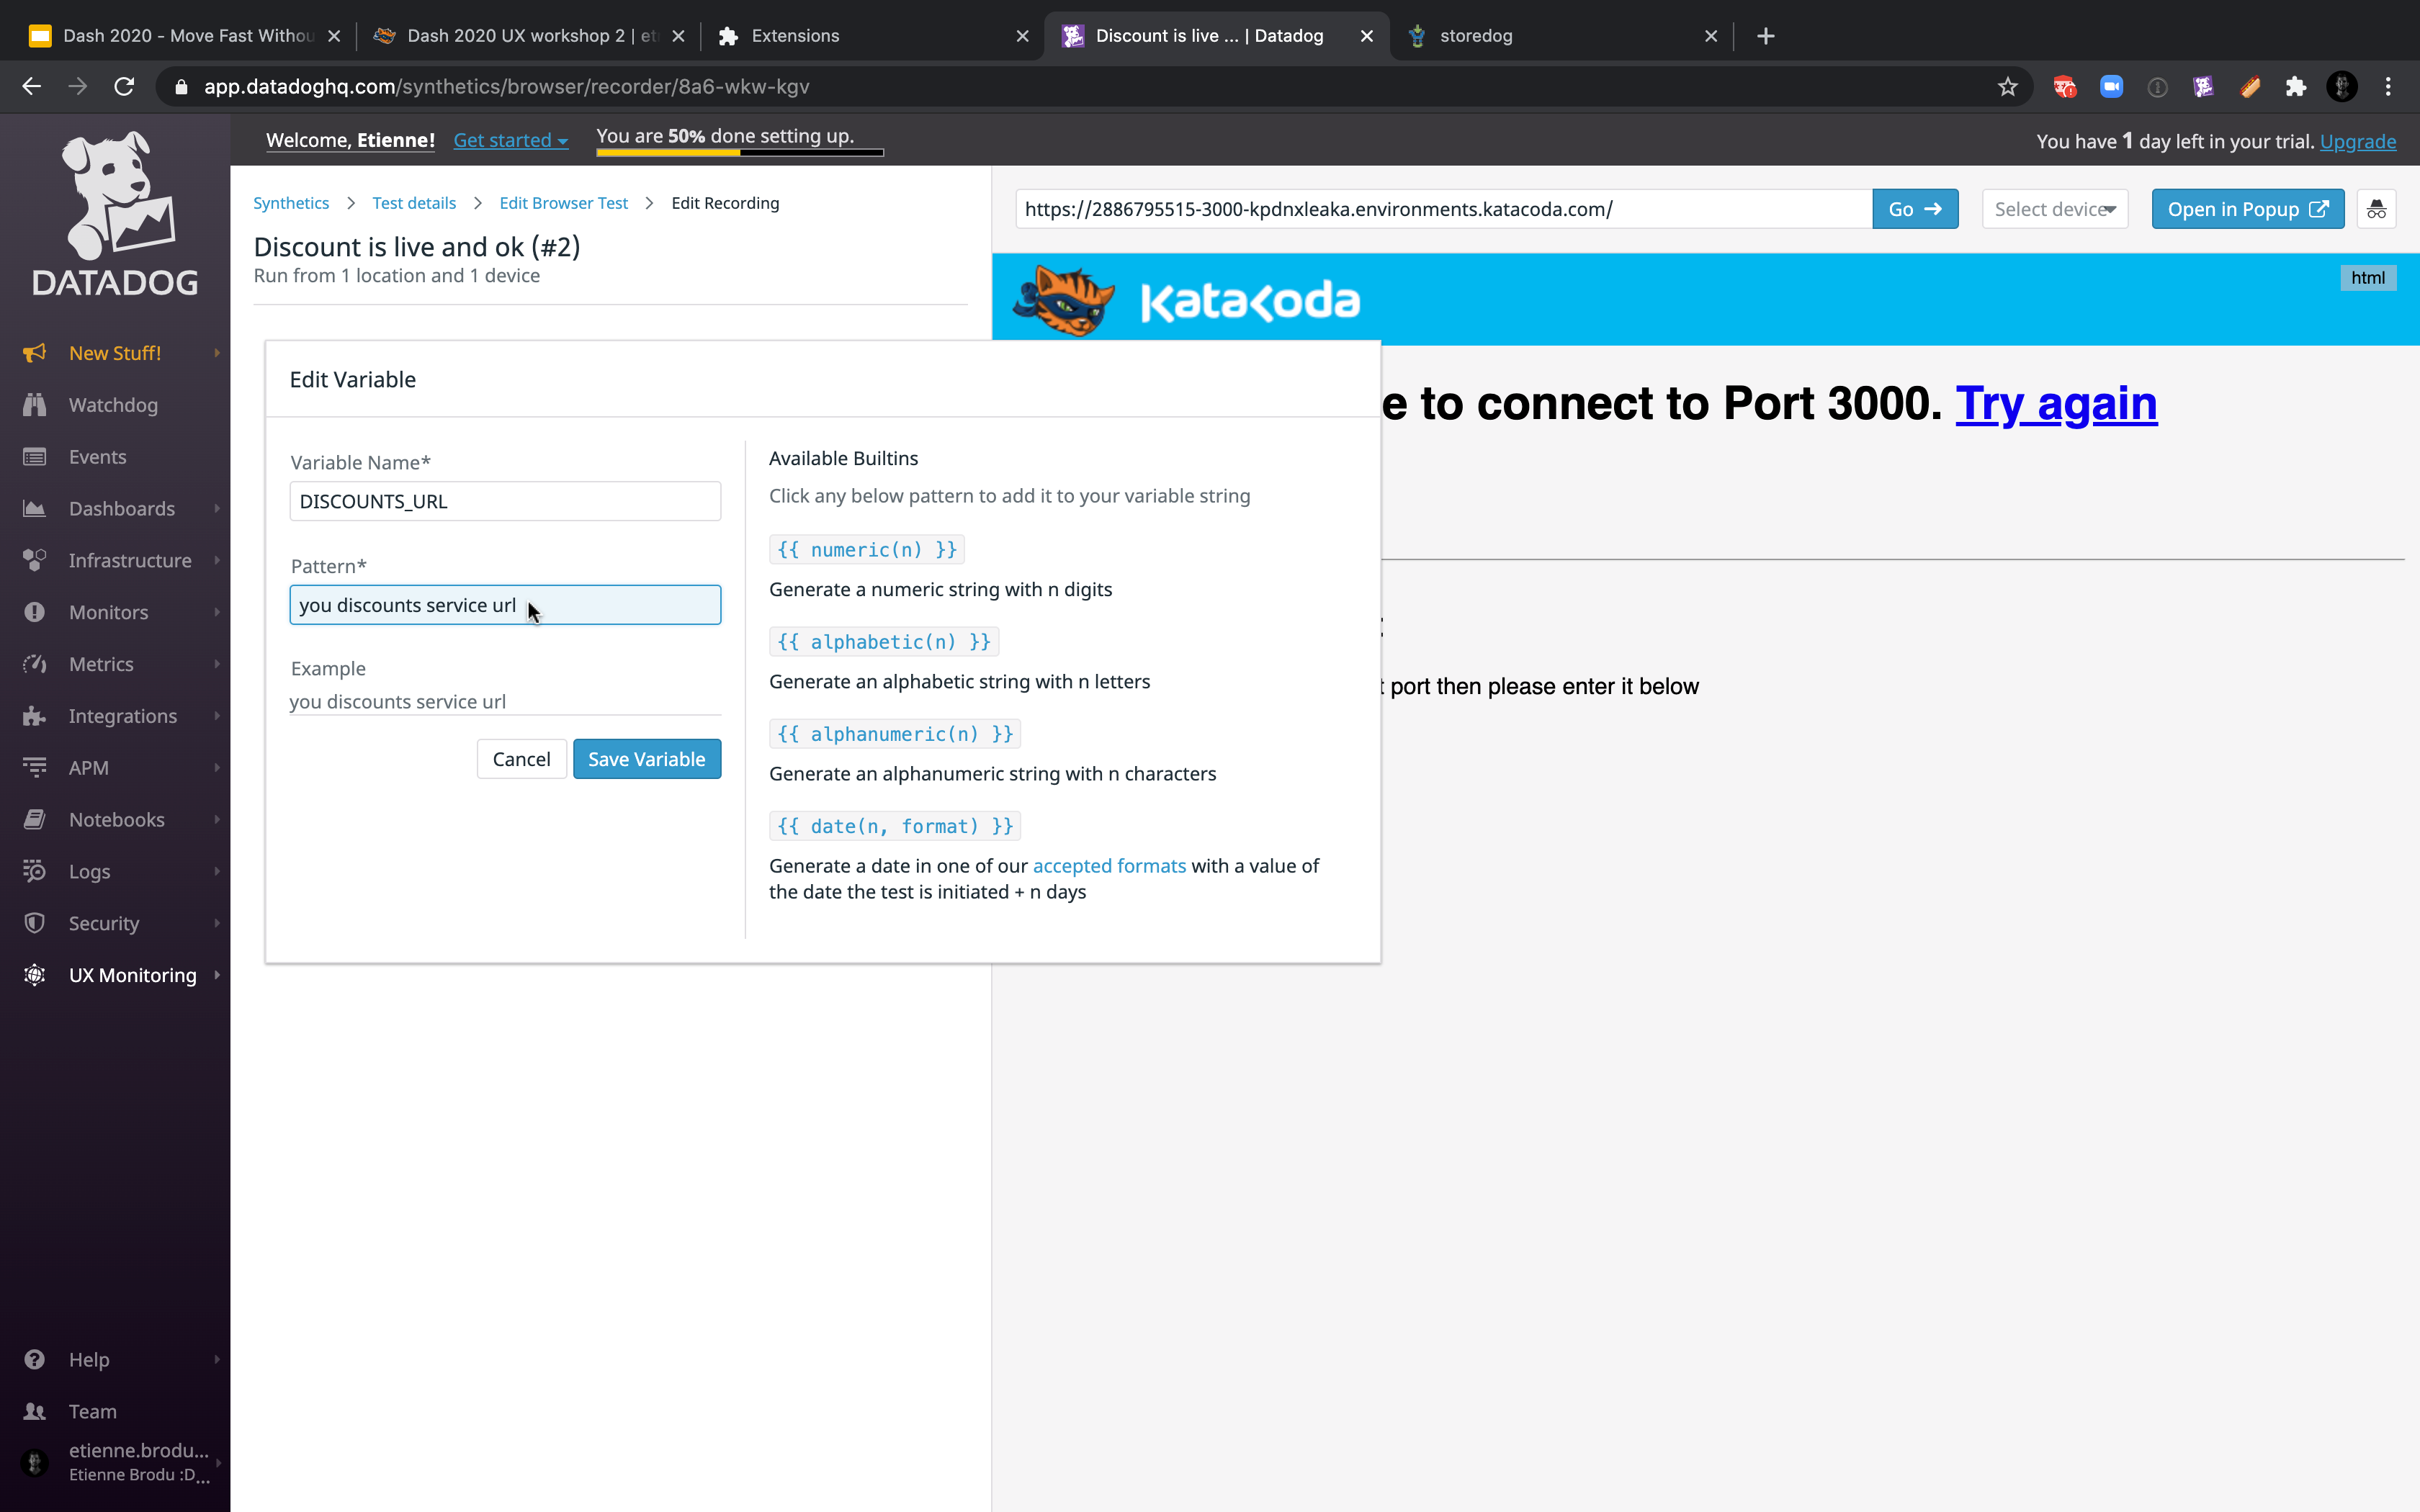 Dash 2020 - Move Fast Withou
Dash 2020 UX workshop 2 | et
Extensions
Discount is live ... | Datadog
storedog
app.datadoghq.com/synthetics/browser/recorder/8a6-wkw-kgv
DATADOG
Welcome, Etienne!
Get started
You are 50% done setting up.
You have 1 day left in your trial. Upgrade
New Stuff!
Watchdog
Events
Dashboards
Infrastructure
Monitors
Metrics
Integrations
APM
Notebooks
Logs
Security
UX Monitoring
Help
Team
etienne.brodu...
Etienne Brodu :D...
Synthetics > Test details > Edit Browser Test > Edit Recording
Discount is live and ok (#2)
Run from 1 location and 1 device
https://2886795515-3000-kpdnxleaka.environments.katacoda.com/
Go
Select device
Open in Popup
Katacoda
html
e to connect to Port 3000. Try again
t port then please enter it below
Edit Variable
Variable Name*
DISCOUNTS_URL
Pattern*
you discounts service url
Example
you discounts service url
Cancel
Save Variable
Available Builtins
Click any below pattern to add it to your variable string
{{ numeric(n) }}
Generate a numeric string with n digits
{{ alphabetic(n) }}
Generate an alphabetic string with n letters
{{ alphanumeric(n) }}
Generate an alphanumeric string with n characters
{{ date(n, format) }}
Generate a date in one of our accepted formats with a value of
the date the test is initiated + n days